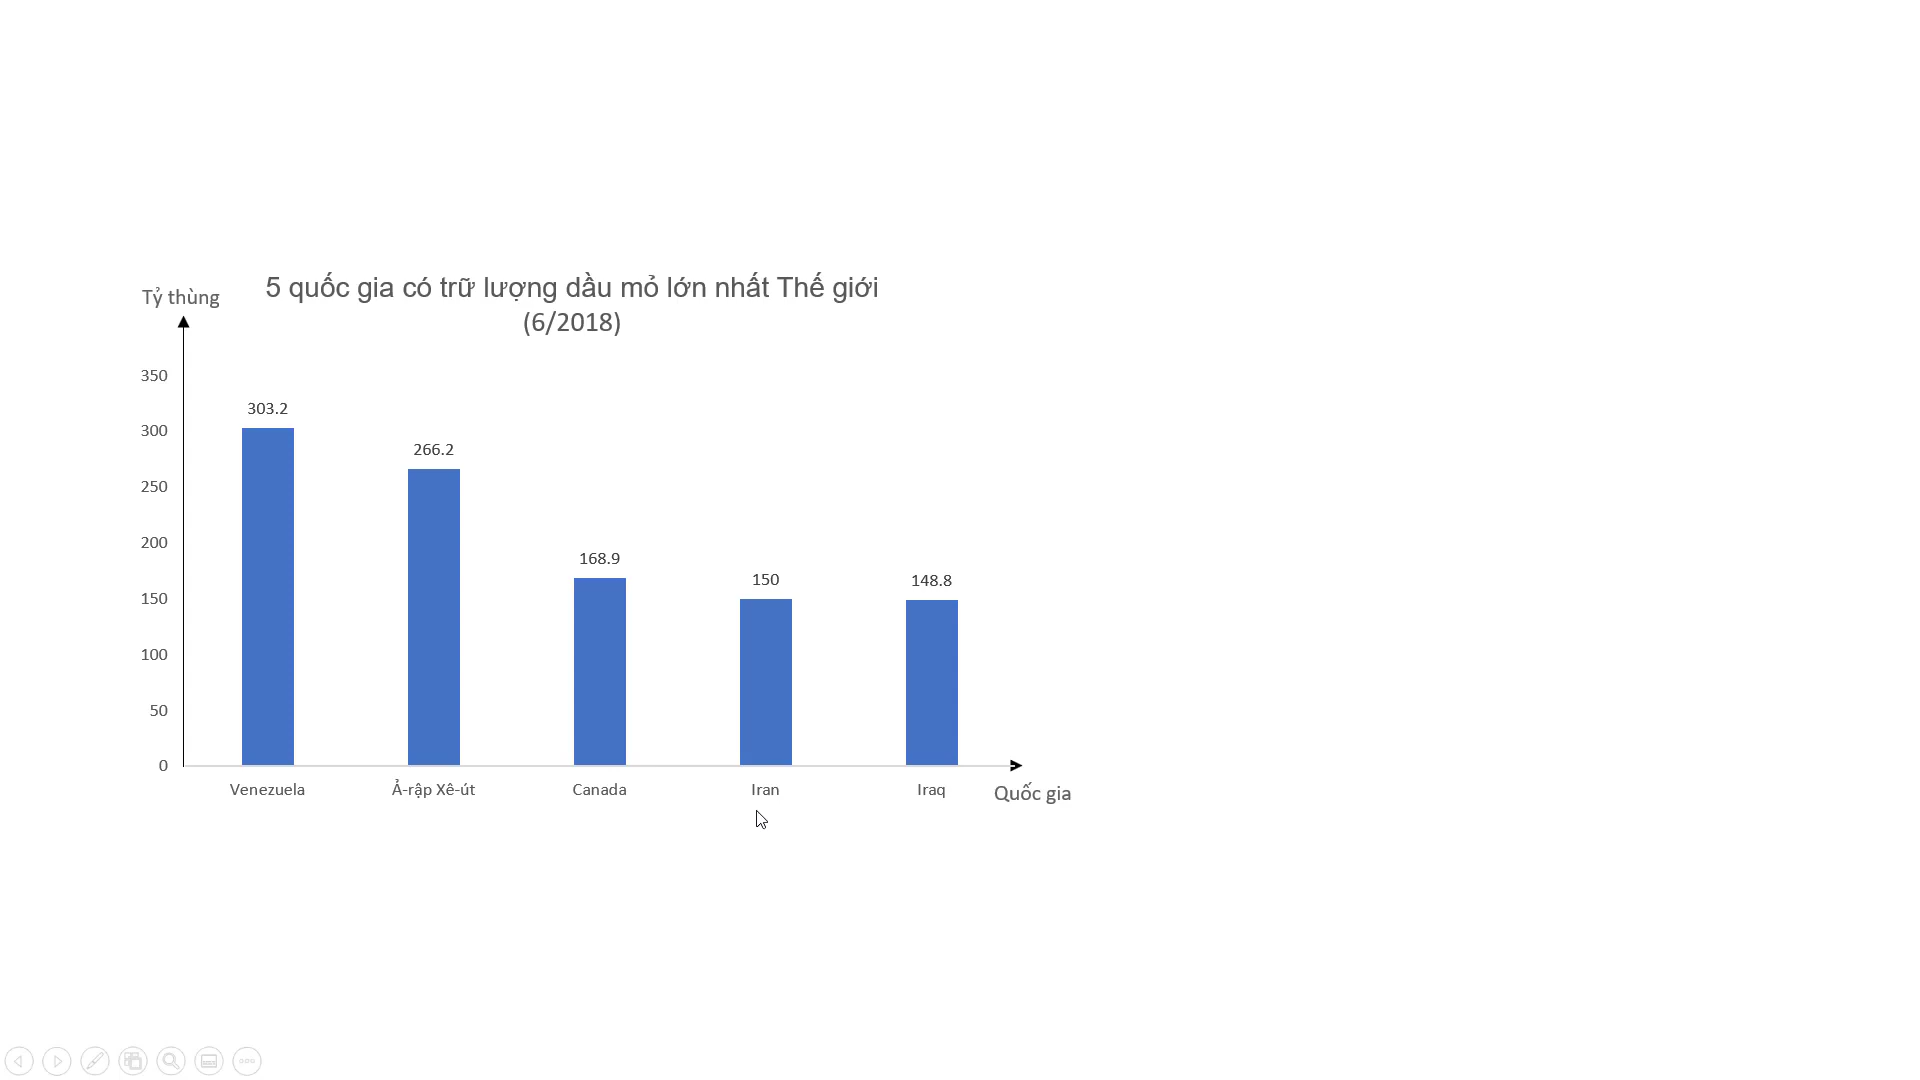 Tỷ thùng
5 quốc gia có trữ lượng dầu mỏ lớn nhất Thế giới
(6/2018)
350
300
250
200
150
100
50
0
303.2
266.2
168.9
150
148.8
Venezuela
Ả-rập Xê-út
Canada
Iran
Iraq
Quốc gia